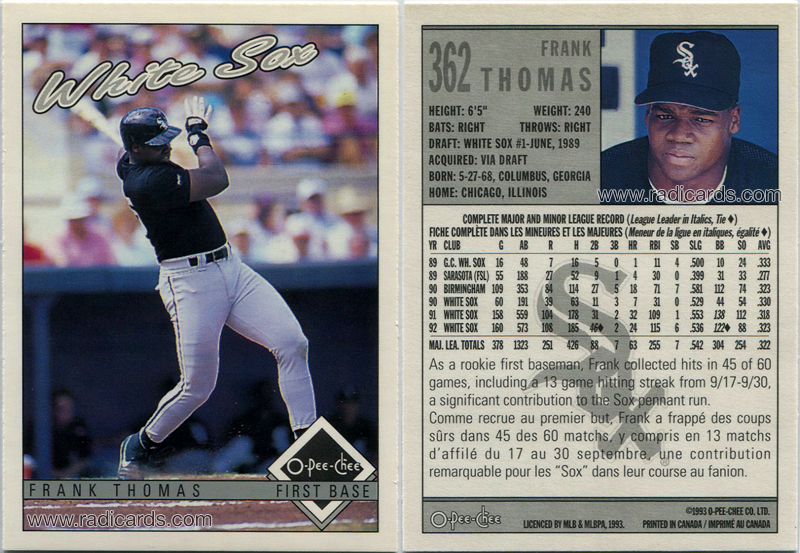 White Sox
O-Pee-Chee
FRANK THOMAS FIRST BASE
www.radicards.com
362 FRANK
THOMAS
HEIGHT: 6'5" WEIGHT: 240
BATS: RIGHT THROWS: RIGHT
DRAFT: WHITE SOX #1-JUNE, 1989
ACQUIRED: VIA DRAFT
BORN: 5-27-68, COLUMBUS, GEORGIA
HOME: CHICAGO, ILLINOIS
Sox
www.radicards.com
COMPLETE MAJOR AND MINOR LEAGUE RECORD (League Leader in Italics, Tie ♦)
FICHE COMPLÈTE DANS LES MINEURES ET LES MAJEURES (Meneur de la ligue en italiques, égalité ♦)
YR CLUB G AB R H 2B 3B HR RBI SB SLG BB SO AVG
89 G.C. WH. SOX 16 48 7 16 5 0 1 11 4 .500 10 24 .333
89 SARASOTA (FSL) 55 188 27 52 9 1 4 30 0 .399 31 33 .277
90 BIRMINGHAM 109 353 84 114 27 5 18 71 7 .581 112 74 .323
90 WHITE SOX 60 191 39 63 11 3 7 31 0 .529 44 54 .330
91 WHITE SOX 158 559 104 178 31 2 32 109 1 .553 138 112 .318
92 WHITE SOX 160 573 108 185 46♦ 2 24 115 6 .536 122♦ 88 .323
MAJ. LEA. TOTALS 378 1323 251 426 88 7 63 255 7 .542 304 254 .322
As a rookie first baseman, Frank collected hits in 45 of 60
games, including a 13 game hitting streak from 9/17-9/30,
a significant contribution to the Sox pennant run.
Comme recrue au premier but, Frank a frappé des coups
sûrs dans 45 des 60 matchs, y compris en 13 matchs
d'affilé du 17 au 30 septembre, une contribution
remarquable pour les "Sox" dans leur course au fanion.
O-Pee-Chee
©1993 O-PEE-CHEE CO. LTD.
LICENCED BY MLB & MLBPA, 1993. PRINTED IN CANADA / IMPRIMÉ AU CANADA